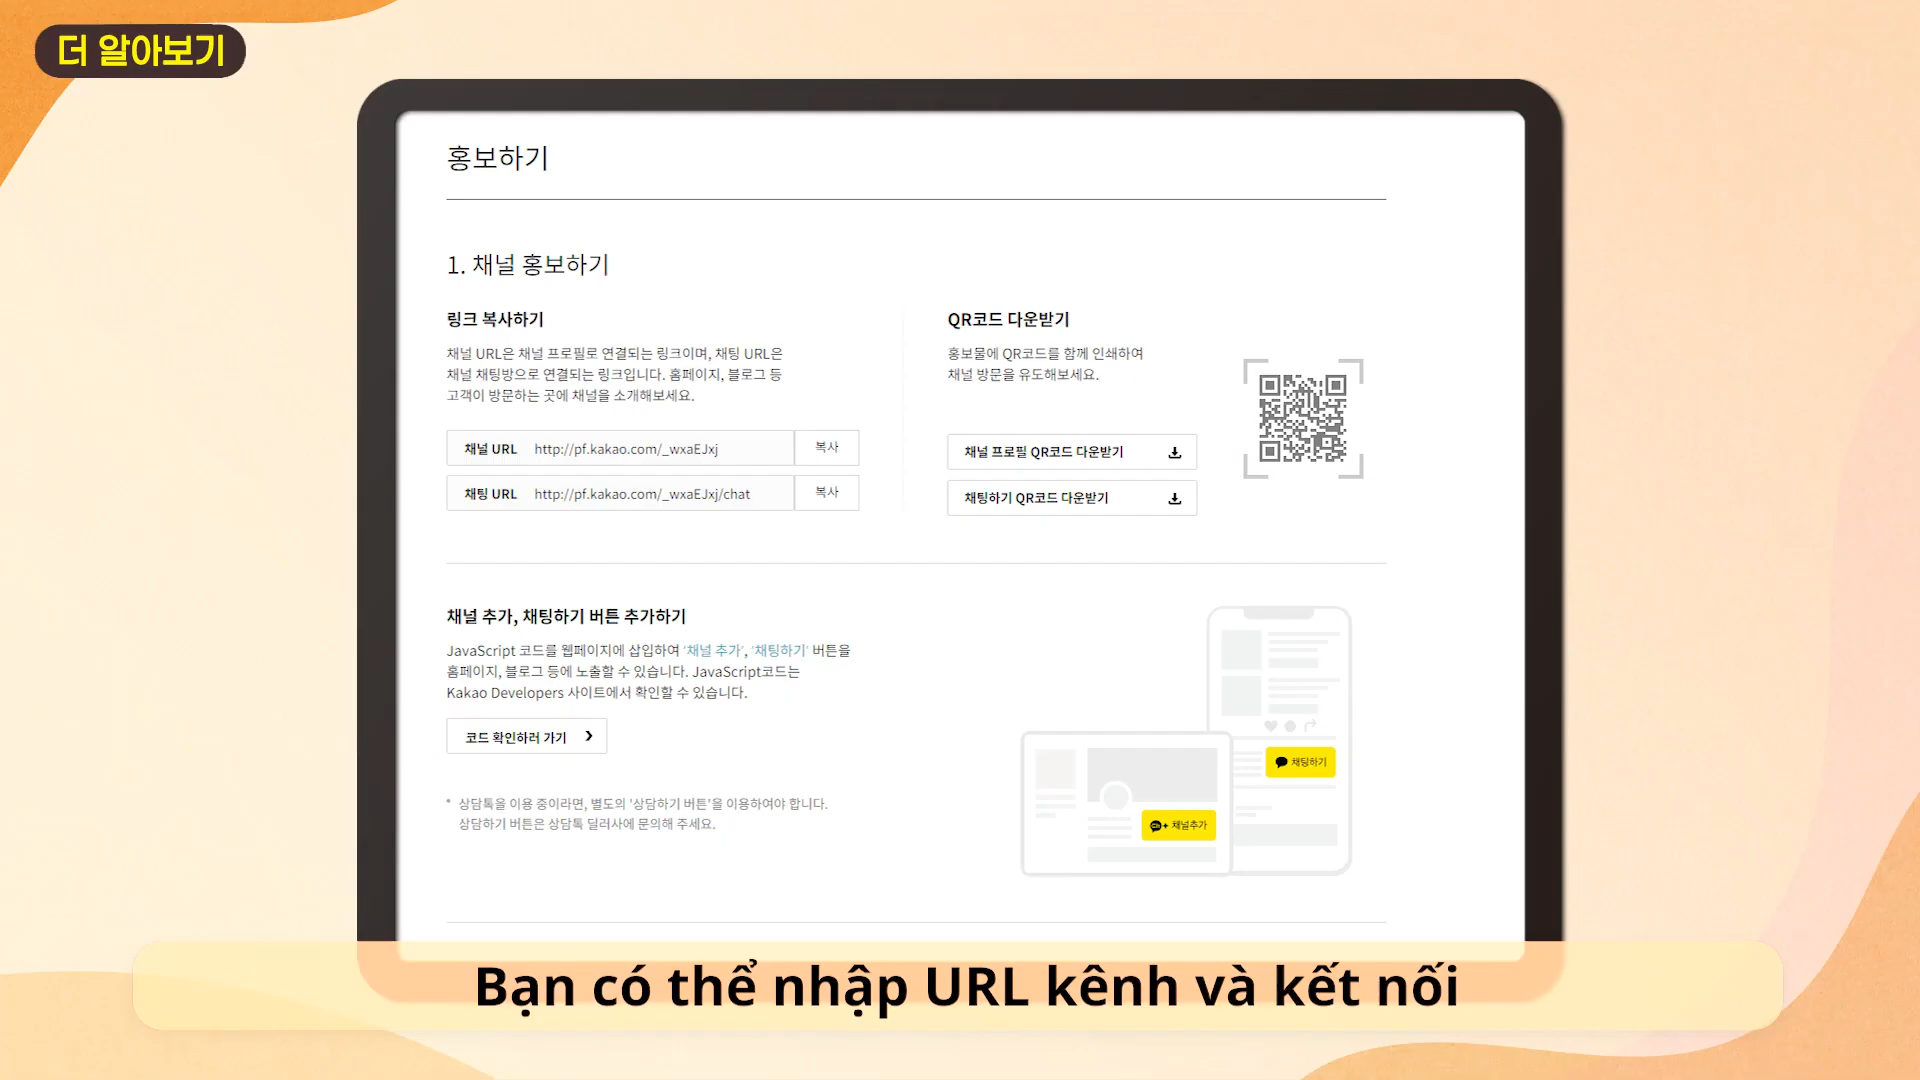 더 알아보기
홍보하기
1. 채널 홍보하기
링크 복사하기
채널 URL은 채널 프로필로 연결되는 링크이며, 채팅 URL은
채널 채팅방으로 연결되는 링크입니다. 홈페이지, 블로그 등
고객이 방문하는 곳에 채널을 소개해보세요.
채널 URL http://pf.kakao.com/_wxaEJxj 복사
채팅 URL http://pf.kakao.com/_wxaEJxj/chat 복사
QR코드 다운받기
홍보물에 QR코드를 함께 인쇄하여
채널 방문을 유도해보세요.
채널 프로필 QR코드 다운받기
채팅하기 QR코드 다운받기
채널 추가, 채팅하기 버튼 추가하기
JavaScript 코드를 웹페이지에 삽입하여 '채널 추가', '채팅하기' 버튼을
홈페이지, 블로그 등에 노출할 수 있습니다. JavaScript코드는
Kakao Developers 사이트에서 확인할 수 있습니다.
코드 확인하러 가기
* 상담톡을 이용 중이라면, 별도의 '상담하기 버튼'을 이용하여야 합니다.
상담하기 버튼은 상담톡 딜러사에 문의해 주세요.
채팅하기
Ch+ 채널추가
Bạn có thể nhập URL kênh và kết nối